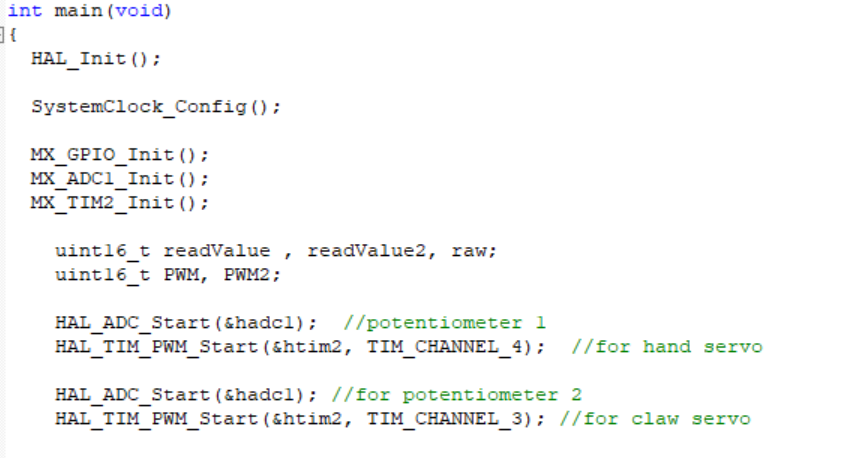 int main(void)
{
HAL_Init();
SystemClock_Config();
MX_GPIO_Init();
MX_ADC1_Init();
MX_TIM2_Init();
uint16_t readValue , readValue2, raw;
uint16_t PWM, PWM2;
HAL_ADC_Start(&hadc1);  //potentiometer 1
HAL_TIM_PWM_Start(&htim2, TIM_CHANNEL_4);  //for hand servo
HAL_ADC_Start(&hadc1); //for potentiometer 2
HAL_TIM_PWM_Start(&htim2, TIM_CHANNEL_3); //for claw servo